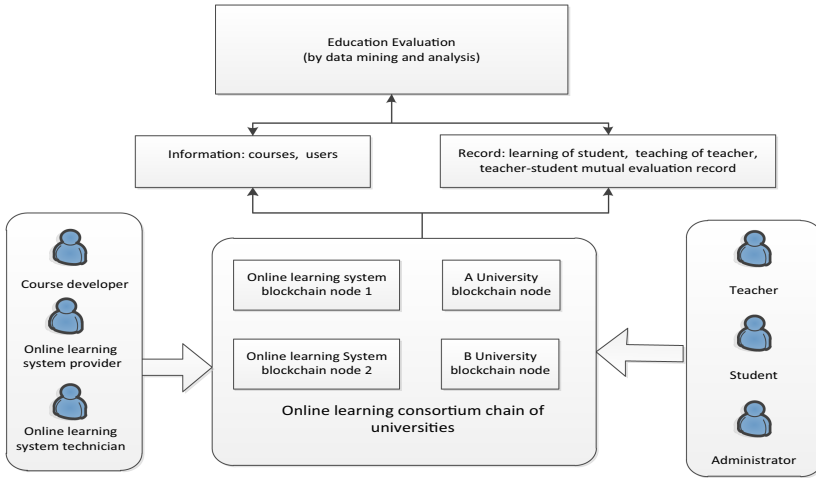 Education Evaluation
(by data mining and analysis)
Information: courses, users
Record: learning of student, teaching of teacher,
teacher-student mutual evaluation record
Course developer
Online learning
system provider
Online learning
system technician
Online learning system
blockchain node 1
A University
blockchain node
Online learning System
blockchain node 2
B University
blockchain node
Online learning consortium chain of
universities
Teacher
Student
Administrator